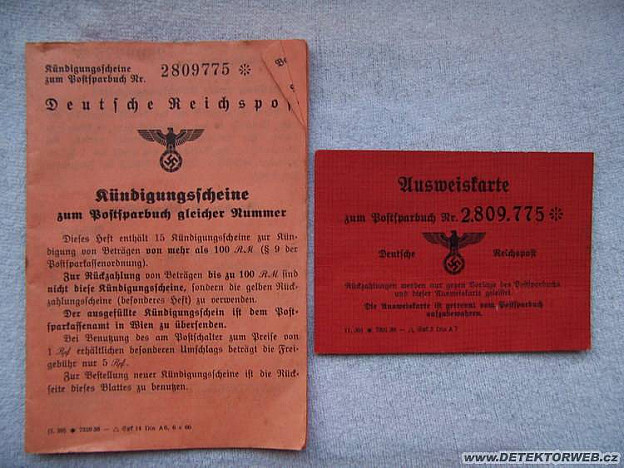 Kündigungsscheine
zum Postsparbuch Nr. 2809775 ✻
Deutsche Reichspos
Kündigungsscheine
zum Postsparbuch gleicher Nummer
Dieses Heft enthält 15 Kündigungsscheine zur Kün-
digung von Beträgen von mehr als 100 RM (§ 9 der
Postsparkassenordnung).
Zur Rückzahlung von Beträgen bis zu 100 RM sind
nicht diese Kündigungsscheine, sondern die gelben Rück-
zahlungsscheine (besonderes Heft) zu verwenden.
Der ausgefüllte Kündigungsschein ist dem Post-
sparkassenamt in Wien zu übersenden.
Bei Benutzung des am Postschalter zum Preise von
1 Rpf erhältlichen besonderen Umschlags beträgt die Frei-
gebühr nur 5 Rpf.
Zur Bestellung neuer Kündigungsscheine ist die Rück-
seite dieses Blattes zu benutzen.
Ausweiskarte
zum Postsparbuch Nr. 2.809.775 ✻
Deutsche Reichspost
Rückzahlungen werden nur gegen Vorlage des Postsparbuchs
und dieser Ausweiskarte geleistet.
Die Ausweiskarte ist getrennt vom Postsparbuch
aufzubewahren.
www.DETEKTORWEB.cz